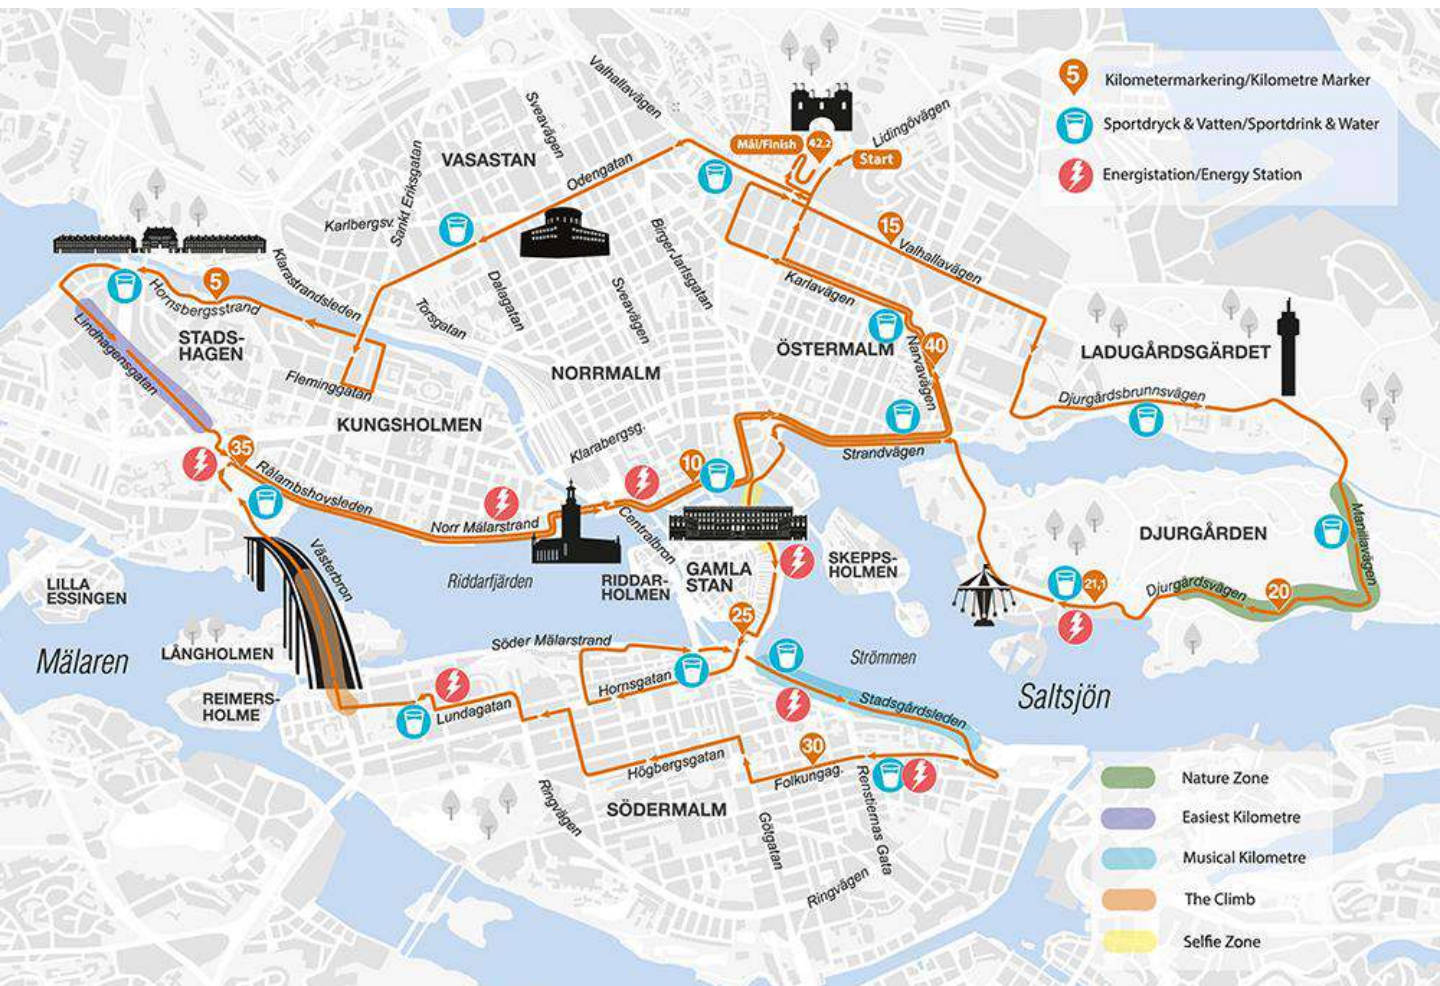 5
Kilometermarkering/Kilometre Marker
Sportdryck & Vatten/Sportdrink & Water
Energistation/Energy Station
Valhallavägen
Sveavägen
Mål/Finish
42.2
Start
Lidingövägen
VASASTAN
Odengatan
Sankt Eriksgatan
Karlbergsv.
Birger Jarlsgatan
15
Valhallavägen
Klarastrandsleden
5
Hornsbergsstrand
Torsgatan
Dalagatan
Sveavägen
Karlavägen
STADS-
HAGEN
Lindhagensgatan
ÖSTERMALM
Narvavägen
40
LADUGÅRDSGÄRDET
Fleminggatan
NORRMALM
Djurgårdsbrunnsvägen
KUNGSHOLMEN
Klarabergsg.
Strandvägen
35
Rålambshovsleden
10
Norr Mälarstrand
Centralbron
DJURGÅRDEN
Manillavägen
Västerbron
Riddarfjärden
RIDDAR-
HOLMEN
GAMLA
STAN
SKEPPS-
HOLMEN
LILLA
ESSINGEN
21,1
Djurgårdsvägen
20
25
Söder Mälarstrand
LÅNGHOLMEN
Mälaren
Strömmen
REIMERS-
HOLME
Hornsgatan
Lundagatan
Stadsgårdsleden
Saltsjön
30
Högbergsgatan
Folkungag.
Renstiernas Gata
SÖDERMALM
Ringvägen
Götgatan
Ringvägen
Nature Zone
Easiest Kilometre
Musical Kilometre
The Climb
Selfie Zone